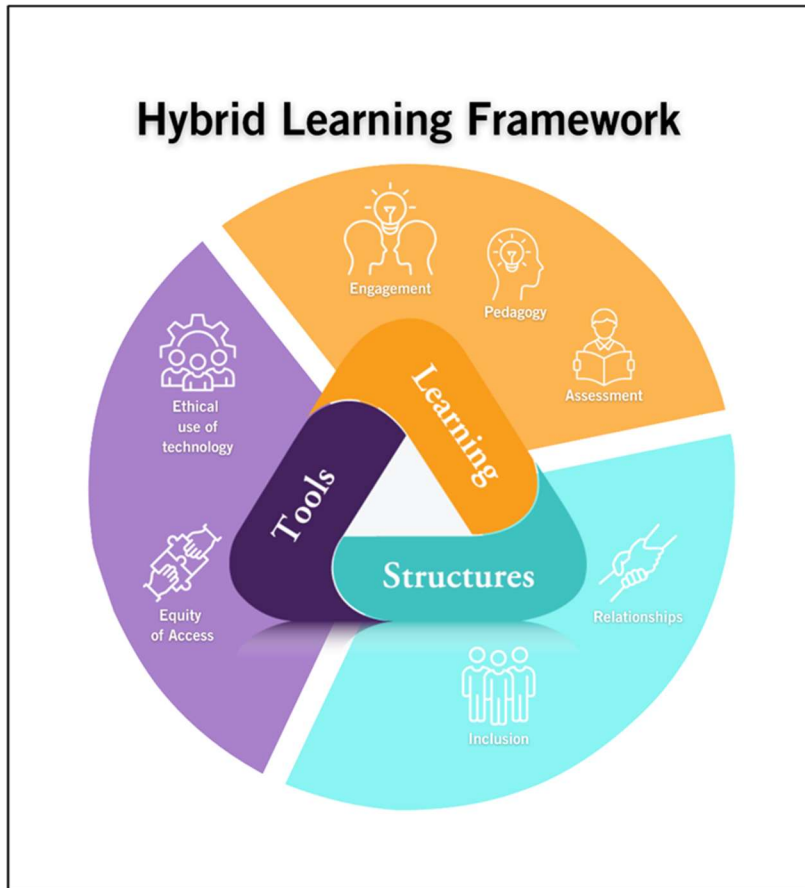 Hybrid Learning Framework
Engagement
Pedagogy
Assessment
Learning
Ethical
use of
technology
Tools
Equity
of Access
Structures
Relationships
Inclusion